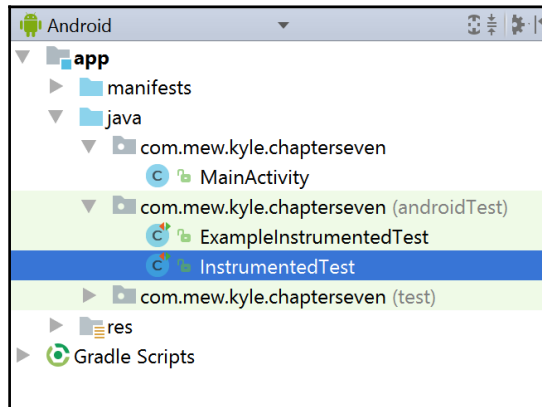 Android
app
manifests
java
com.mew.kyle.chapterseven
C MainActivity
com.mew.kyle.chapterseven (androidTest)
C ExampleInstrumentedTest
C InstrumentedTest
com.mew.kyle.chapterseven (test)
res
Gradle Scripts